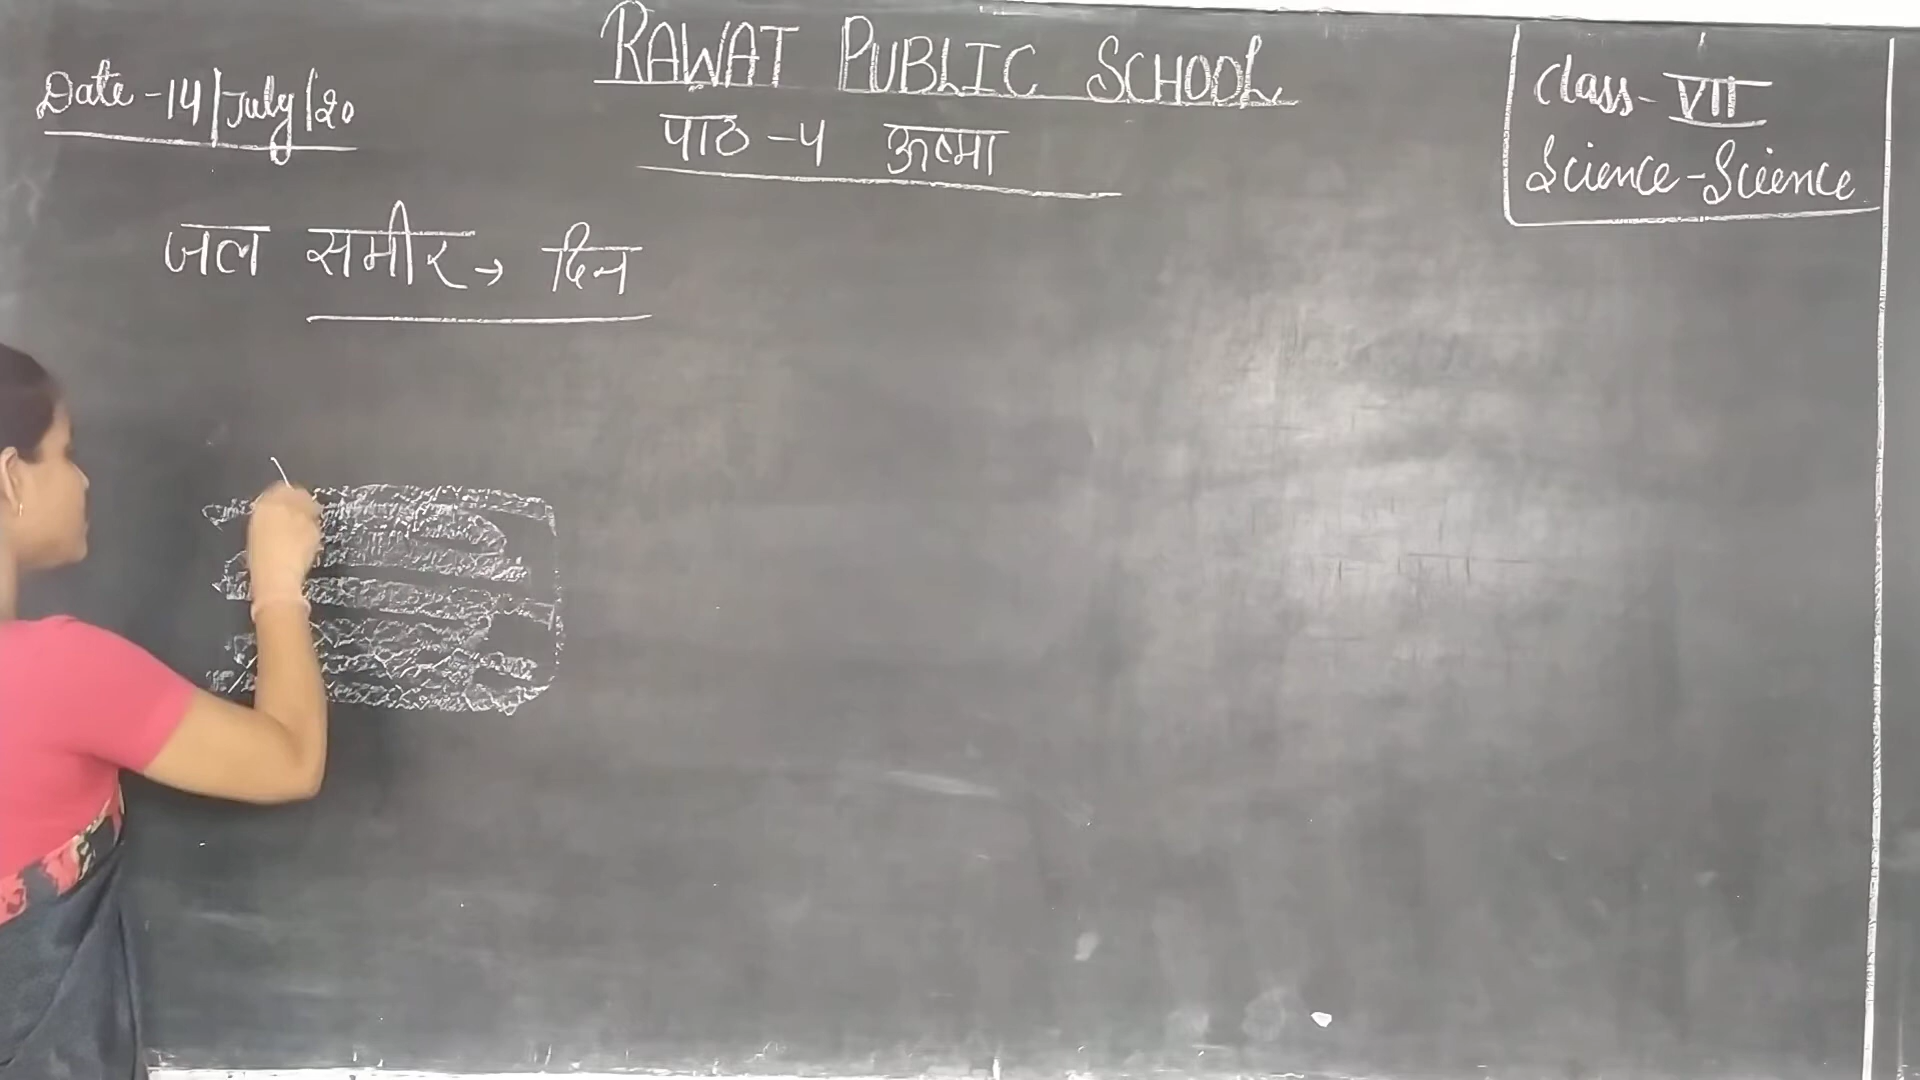 RAWAT PUBLIC SCHOOL
Date-14/July/20
Class-VII
पाठ-4 ऊष्मा
Science-Science
जल समीर → दिन